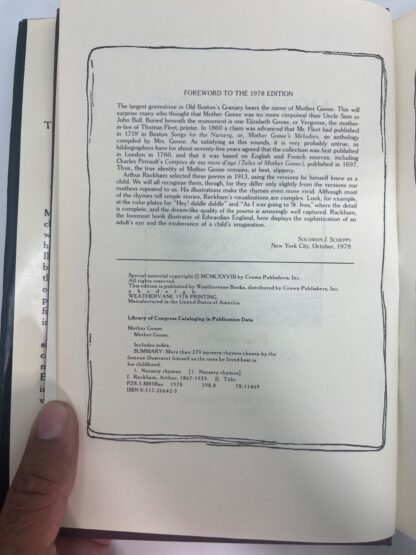 FOREWORD TO THE 1978 EDITION
The largest gravestone in Old Boston's Granary bears the name of Mother Goose. This will
surprise many who thought that Mother Goose was no more corporeal than Uncle Sam or
John Bull. Buried beneath the monument is one Elizabeth Goose, or Vergoose, the mother-
in-law of Thomas Fleet, printer. In 1860 a claim was advanced that Mr. Fleet had published
in 1719 in Boston Songs for the Nursery, or, Mother Goose's Melodies, an anthology
compiled by Mrs. Goose. As satisfying as this sounds, it is very probably untrue, as
bibliographers have for about seventy-five years agreed that the collection was first published
in London in 1760, and that it was based on English and French sources, including
Charles Perrault's Comptes de ma mère d'oye (Tales of Mother Goose), published in 1697.
Thus, the true identity of Mother Goose remains, at best, slippery.
Arthur Rackham selected these poems in 1913, using the versions he himself knew as a
child. We will all recognize them, though, for they differ only slightly from the versions our
mothers repeated to us. His illustrations make the rhymes even more vivid. Although most
of the rhymes tell simple stories, Rackham's visualizations are complex. Look, for example,
at the color plates for "Hey! diddle diddle" and "As I was going to St. Ives," where the detail
is complete, and the dream-like quality of the poems is amazingly well captured. Rackham,
the foremost book illustrator of Edwardian England, here displays the sophistication of an
adult's eye and the exuberance of a child's imagination.
SOLOMON J. SCHEPPS
New York City, October, 1978
Special material copyright © MCMLXXVIII by Crown Publishers, Inc.
All rights reserved.
This edition is published by Weathervane Books, distributed by Crown Publishers, Inc.
a b c d e f g h
WEATHERVANE 1978 PRINTING
Manufactured in the United States of America
Library of Congress Cataloging in Publication Data
Mother Goose.
Mother Goose.
Includes index.
SUMMARY: More than 275 nursery rhymes chosen by the
famous illustrator himself as the ones he loved best in
his childhood.
1. Nursery rhymes. [1. Nursery rhymes]
I. Rackham, Arthur, 1867-1939. II. Title.
PZ8.3.M85Rac 1978 398.8 78-11669
ISBN 0-517-26642-3